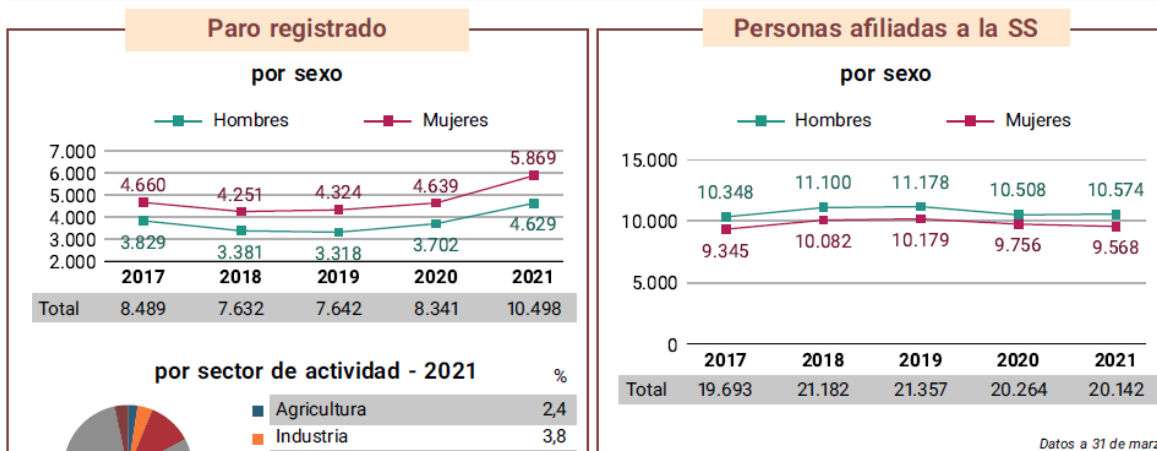 Paro registrado
por sexo
Hombres Mujeres
7.000
6.000
5.000
4.000
3.000
2.000
4.660 4.251 4.324 4.639 5.869
3.829 3.381 3.318 3.702 4.629
2017 2018 2019 2020 2021
Total 8.489 7.632 7.642 8.341 10.498
por sector de actividad - 2021 %
Agricultura 2,4
Industria 3,8
Personas afiliadas a la SS
por sexo
Hombres Mujeres
15.000
10.000
5.000
0
10.348 11.100 11.178 10.508 10.574
9.345 10.082 10.179 9.756 9.568
2017 2018 2019 2020 2021
Total 19.693 21.182 21.357 20.264 20.142
Datos a 31 de marz